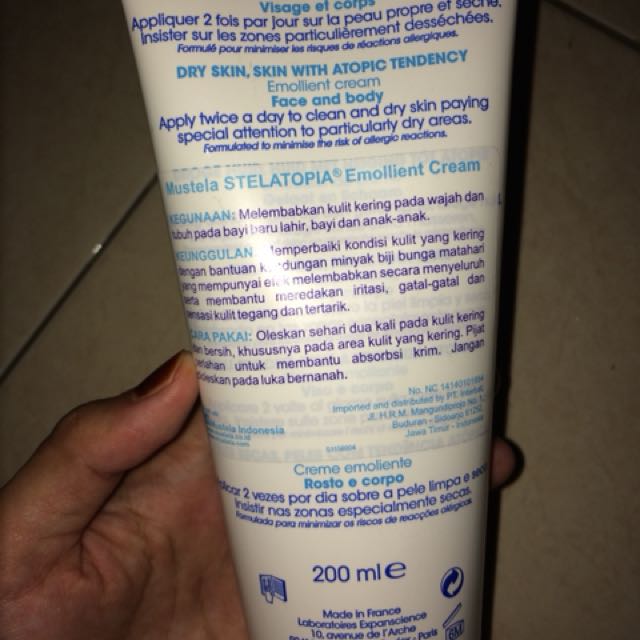 Visage et corps
Appliquer 2 fois par jour sur la peau propre et sèche.
Insister sur les zones particulièrement desséchées.
Formulé pour minimiser les risques de réactions allergiques.
DRY SKIN, SKIN WITH ATOPIC TENDENCY
Emollient cream
Face and body
Apply twice a day to clean and dry skin paying
special attention to particularly dry areas.
Formulated to minimise the risk of allergic reactions.
Mustela STELATOPIA® Emollient Cream
KEGUNAAN: Melembabkan kulit kering pada wajah dan
tubuh pada bayi baru lahir, bayi dan anak-anak.
KEUNGGULAN Memperbaiki kondisi kulit yang kering
dengan bantuan kandungan minyak biji bunga matahari
yang mempunyai efek melembabkan secara menyeluruh
serta membantu meredakan iritasi, gatal-gatal dan
sensasi kulit tegang dan tertarik.
CARA PAKAI: Oleskan sehari dua kali pada kulit kering
dan bersih, khususnya pada area kulit yang kering. Pijat
perlahan untuk membantu absorbsi krim. Jangan
dioleskan pada luka bernanah.
No. NC
Imported and distributed by PT.
Mustela Indonesia
Buduran - Sidoarjo 61252,
Jawa Timur - Indonesia
Creme emoliente
Rosto e corpo
Aplicar 2 vezes por dia sobre a pele limpa e seca
Insistir nas zonas especialmente secas.
Formulada para minimizar os riscos de reacções alérgicas.
200 ml e
Made in France
Laboratoires Expanscience
10, avenue de l'Arche